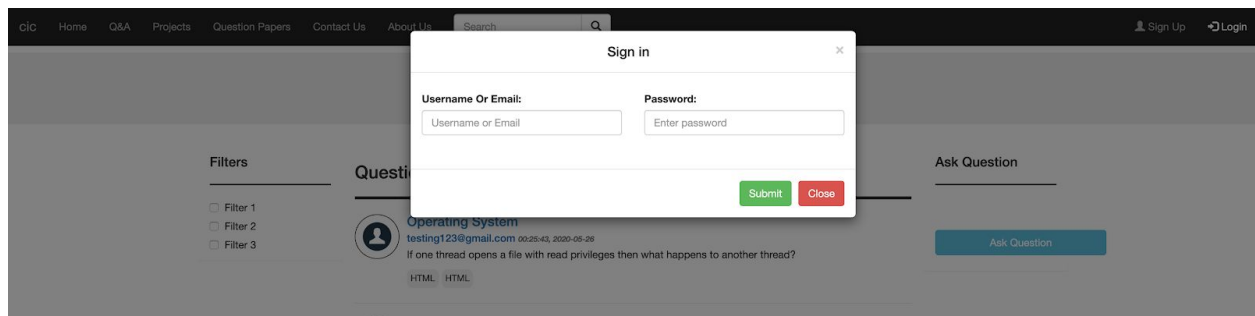 cic Home Q&A Projects Question Papers Contact Us About Us Search Sign Up Login
Sign in ×
Username Or Email: Password:
Username or Email Enter password
Submit Close
Filters
Filter 1
Filter 2
Filter 3
Operating System
testing123@gmail.com 00:25:43, 2020-05-26
If one thread opens a file with read privileges then what happens to another thread?
HTML HTML
Ask Question
Ask Question